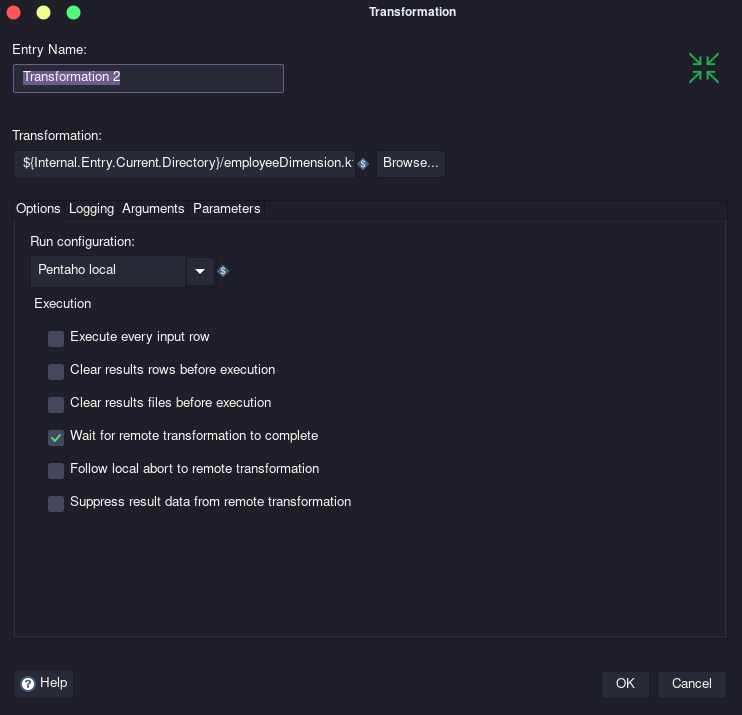 Transformation
Entry Name:
Transformation 2
Transformation:
${Internal.Entry.Current.Directory}/employeeDimension.k
$
Browse...
Options Logging Arguments Parameters
Run configuration:
Pentaho local
$
Execution
Execute every input row
Clear results rows before execution
Clear results files before execution
Wait for remote transformation to complete
Follow local abort to remote transformation
Suppress result data from remote transformation
? Help
OK Cancel